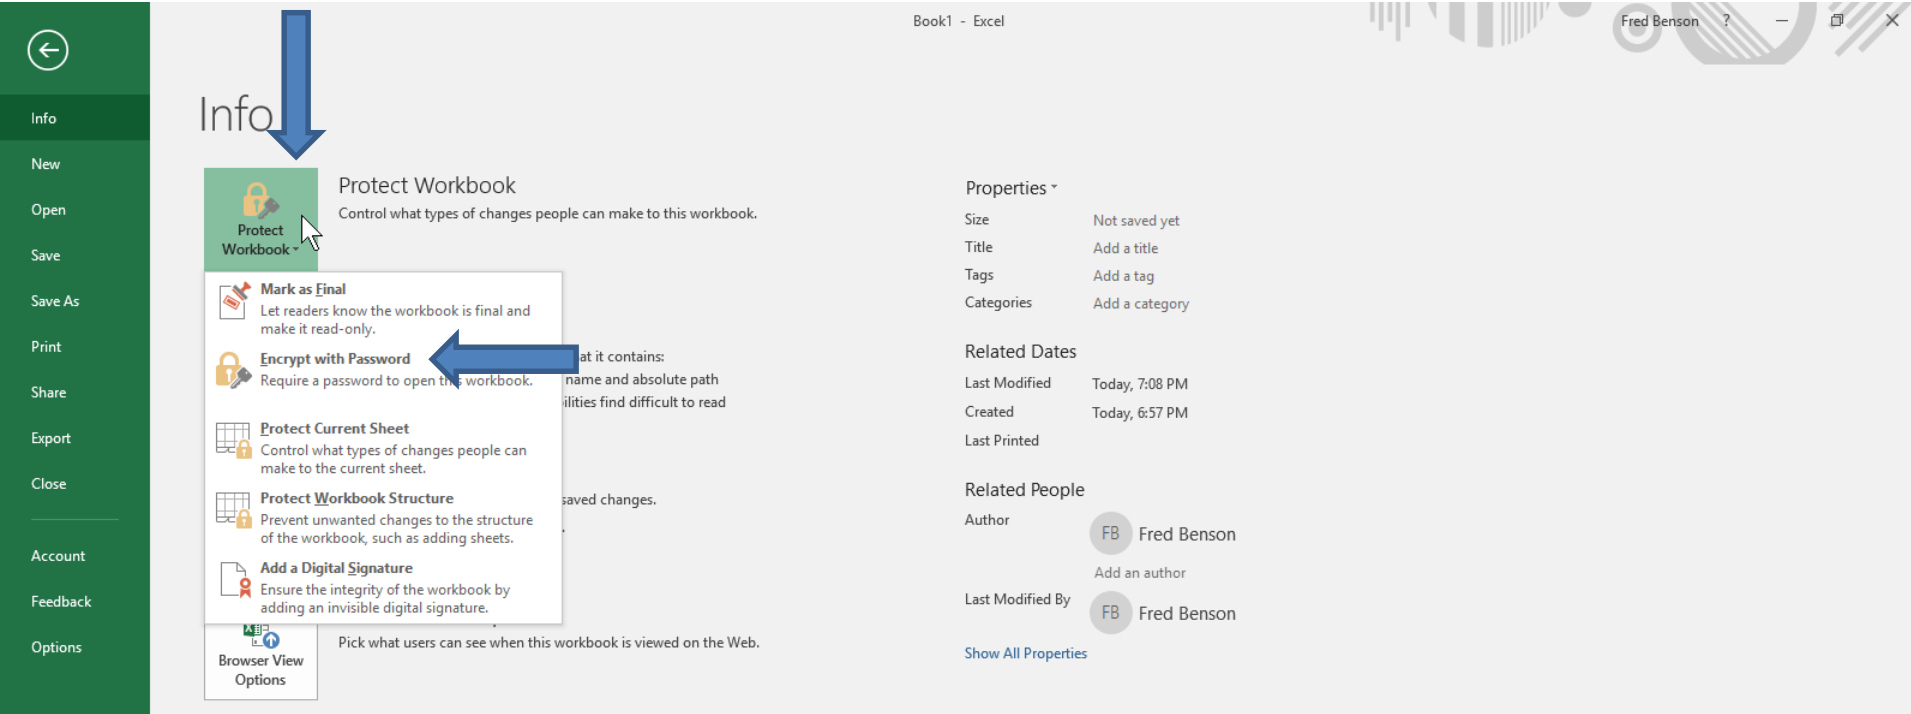 Book1 - Excel
Fred Benson ?
Info
New
Open
Save
Save As
Print
Share
Export
Close
Account
Feedback
Options
Info
Protect Workbook
Protect Workbook
Control what types of changes people can make to this workbook.
Mark as Final
Let readers know the workbook is final and
make it read-only.
Encrypt with Password
Require a password to open this workbook.
Protect Current Sheet
Control what types of changes people can
make to the current sheet.
Protect Workbook Structure
Prevent unwanted changes to the structure
of the workbook, such as adding sheets.
Add a Digital Signature
Ensure the integrity of the workbook by
adding an invisible digital signature.
at it contains:
name and absolute path
ilities find difficult to read
saved changes.
Browser View
Options
Pick what users can see when this workbook is viewed on the Web.
Properties
Size Not saved yet
Title Add a title
Tags Add a tag
Categories Add a category
Related Dates
Last Modified Today, 7:08 PM
Created Today, 6:57 PM
Last Printed
Related People
Author FB Fred Benson
Add an author
Last Modified By FB Fred Benson
Show All Properties